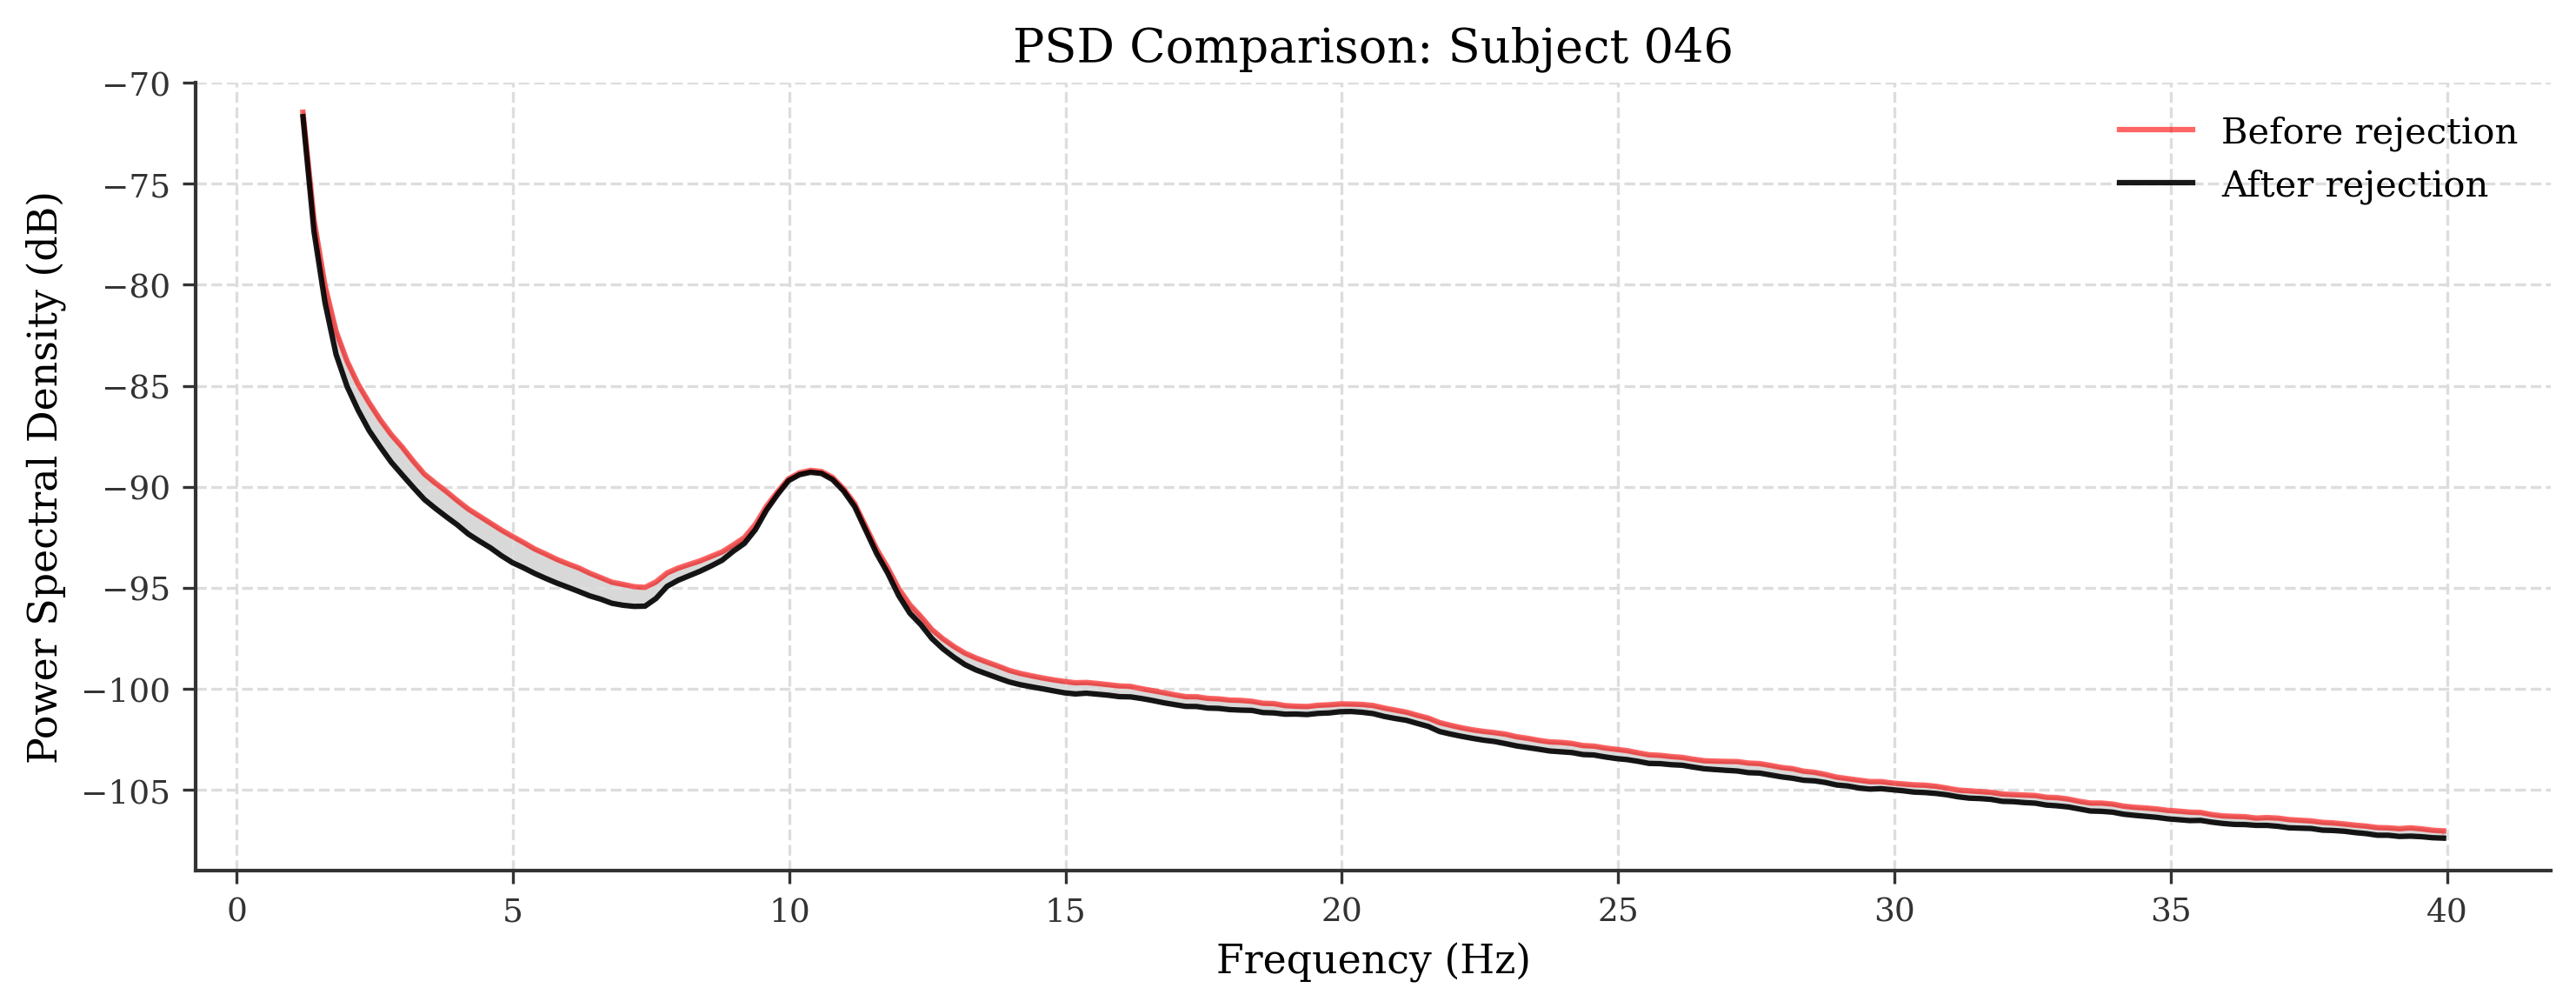 PSD Comparison: Subject 046
Before rejection
After rejection
Power Spectral Density (dB)
−70
−75
−80
−85
−90
−95
−100
−105
0 5 10 15 20 25 30 35 40
Frequency (Hz)